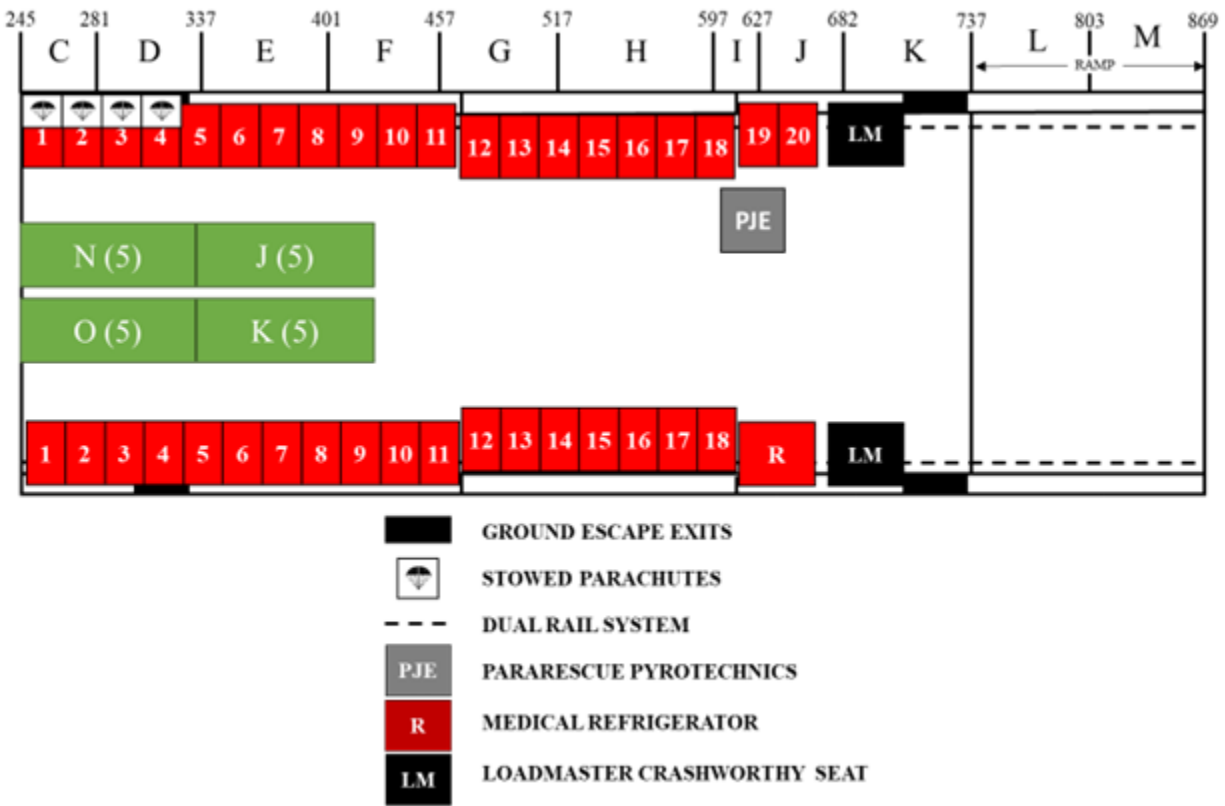 245 281 337 401 457 517 597 627 682 737 803 869
C D E F G H I J K L M
RAMP
1 2 3 4 5 6 7 8 9 10 11 12 13 14 15 16 17 18 19 20 LM
PJE
N (5) J (5)
O (5) K (5)
1 2 3 4 5 6 7 8 9 10 11 12 13 14 15 16 17 18 R LM
GROUND ESCAPE EXITS
STOWED PARACHUTES
DUAL RAIL SYSTEM
PJE PARARESCUE PYROTECHNICS
R MEDICAL REFRIGERATOR
LM LOADMASTER CRASHWORTHY SEAT